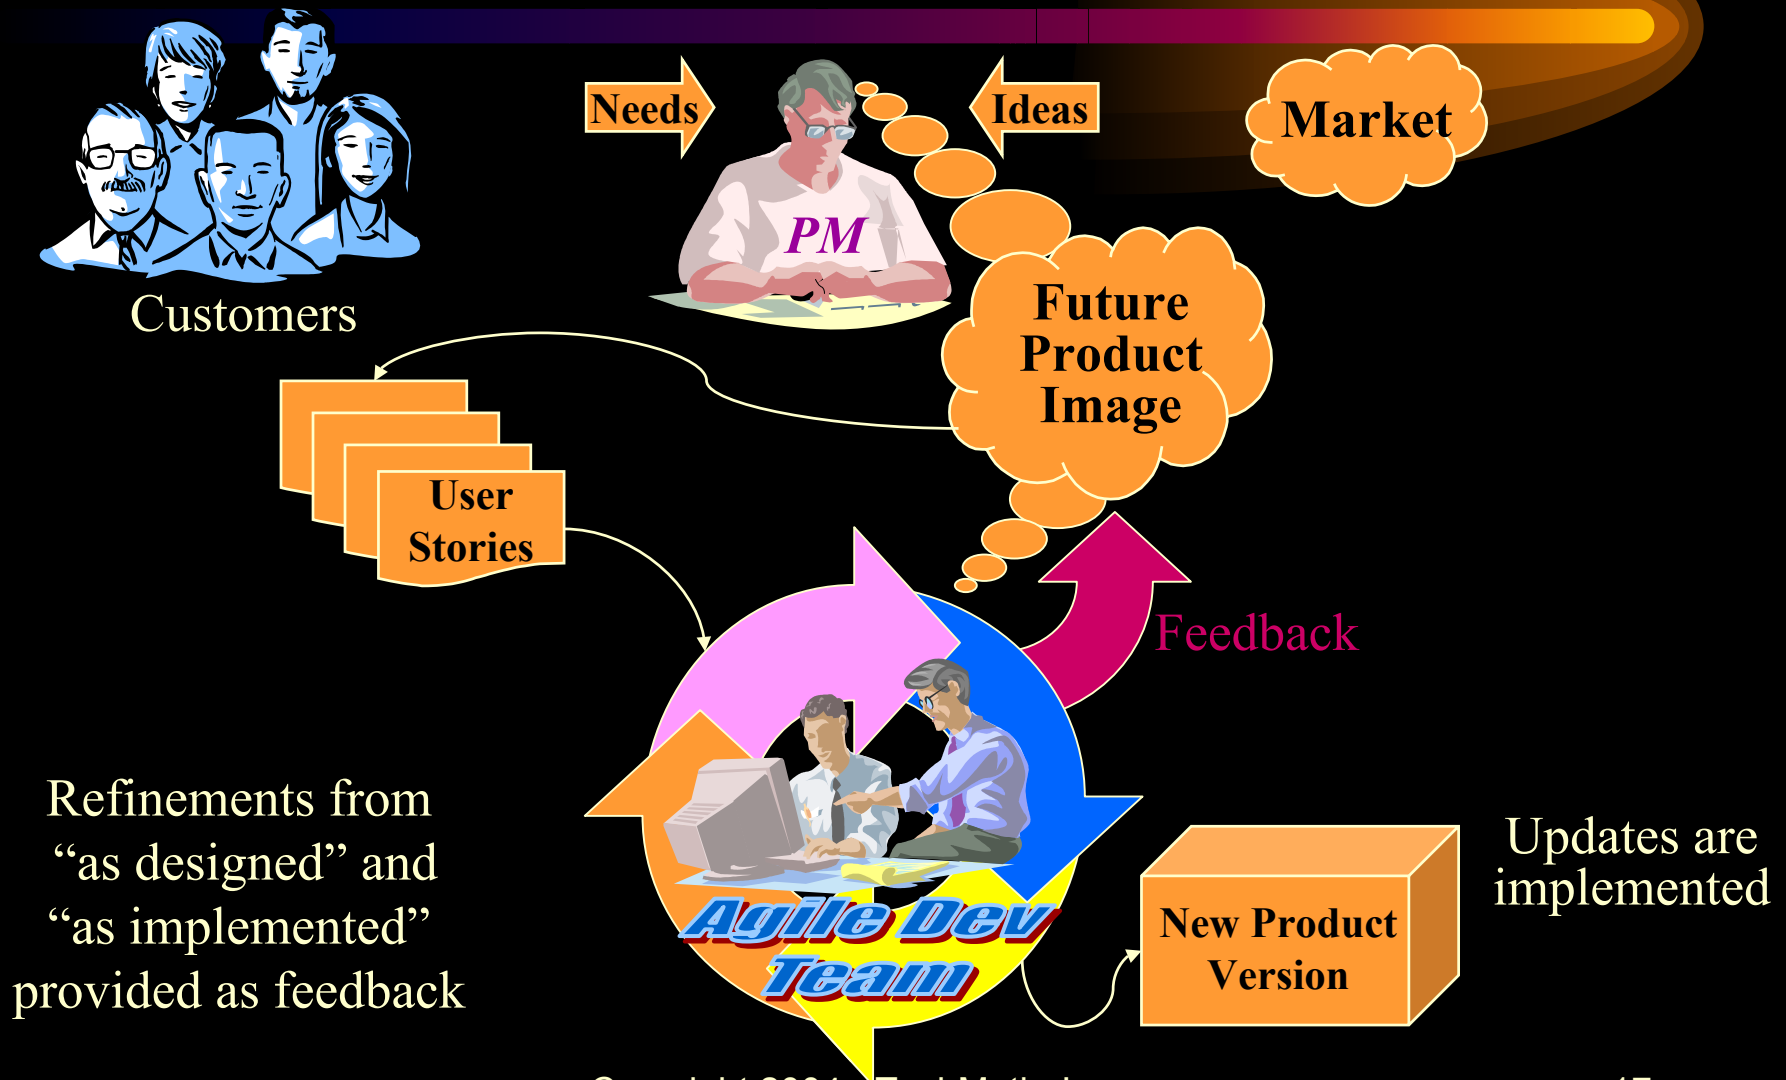 Needs
Ideas
Market
PM
Customers
Future
Product
Image
User
Stories
Feedback
Refinements from
“as designed” and
“as implemented”
provided as feedback
Agile Dev
Team
New Product
Version
Updates are
implemented